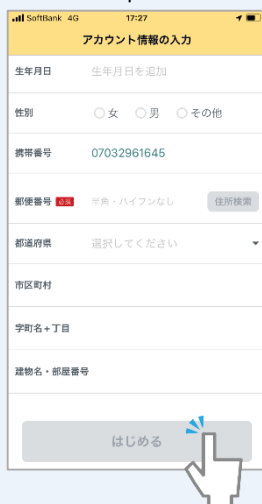 SoftBank 4G 17:27
アカウント情報の入力
生年月日 生年月日を追加
性別 女 男 その他
携帯番号 07032961645
郵便番号 必須 半角・ハイフンなし 住所検索
都道府県 選択してください
市区町村
字町名+丁目
建物名・部屋番号
はじめる